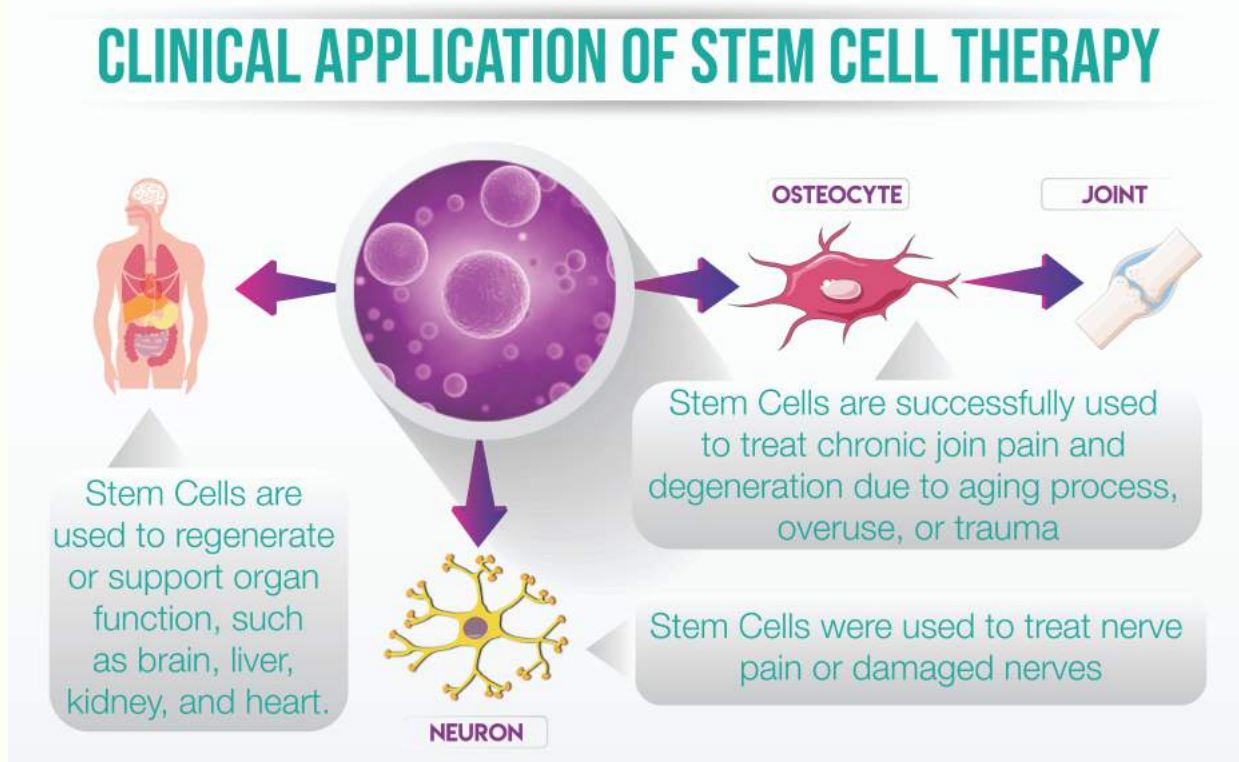 CLINICAL APPLICATION OF STEM CELL THERAPY
OSTEOCYTE
JOINT
Stem Cells are successfully used
to treat chronic join pain and
degeneration due to aging process,
overuse, or trauma
Stem Cells are
used to regenerate
or support organ
function, such
as brain, liver,
kidney, and heart.
Stem Cells were used to treat nerve
pain or damaged nerves
NEURON